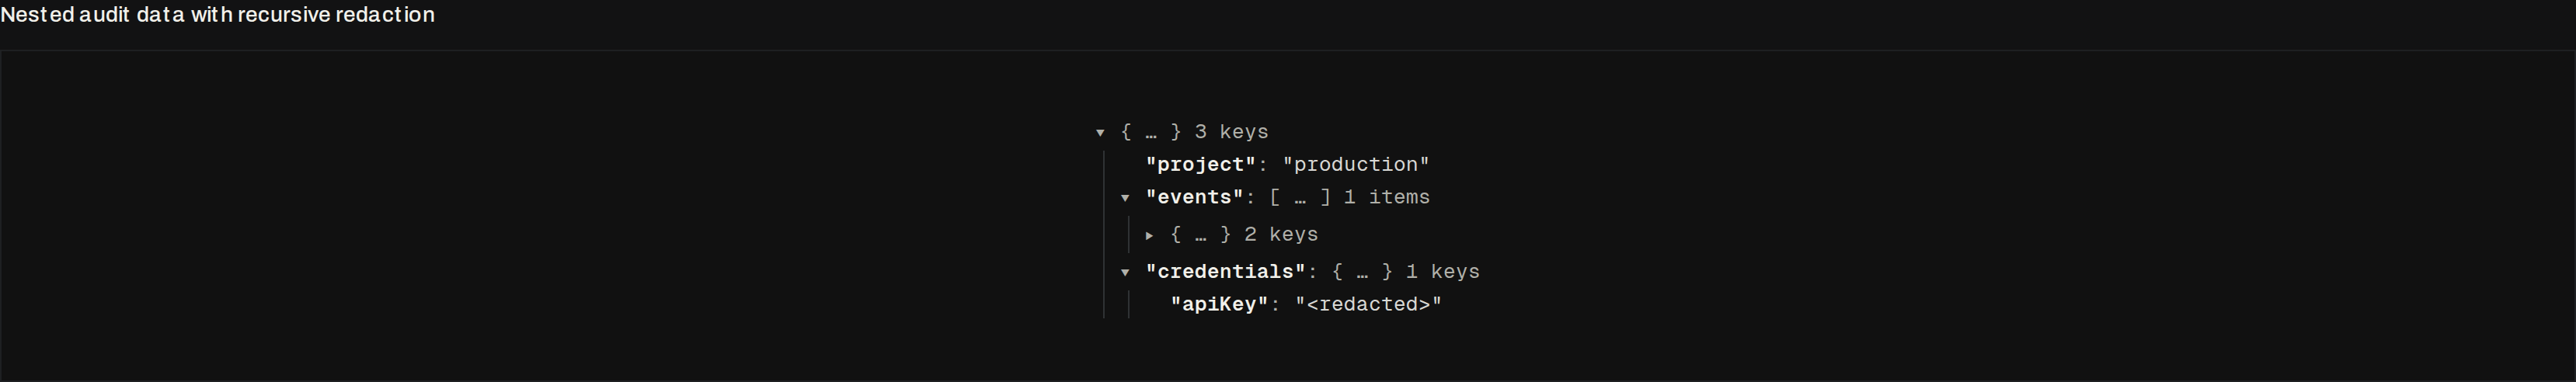 Nested audit data with recursive redaction
▾ { … } 3 keys
"project": "production"
▾ "events": [ … ] 1 items
▸ { … } 2 keys
▾ "credentials": { … } 1 keys
"apiKey": "<redacted>"